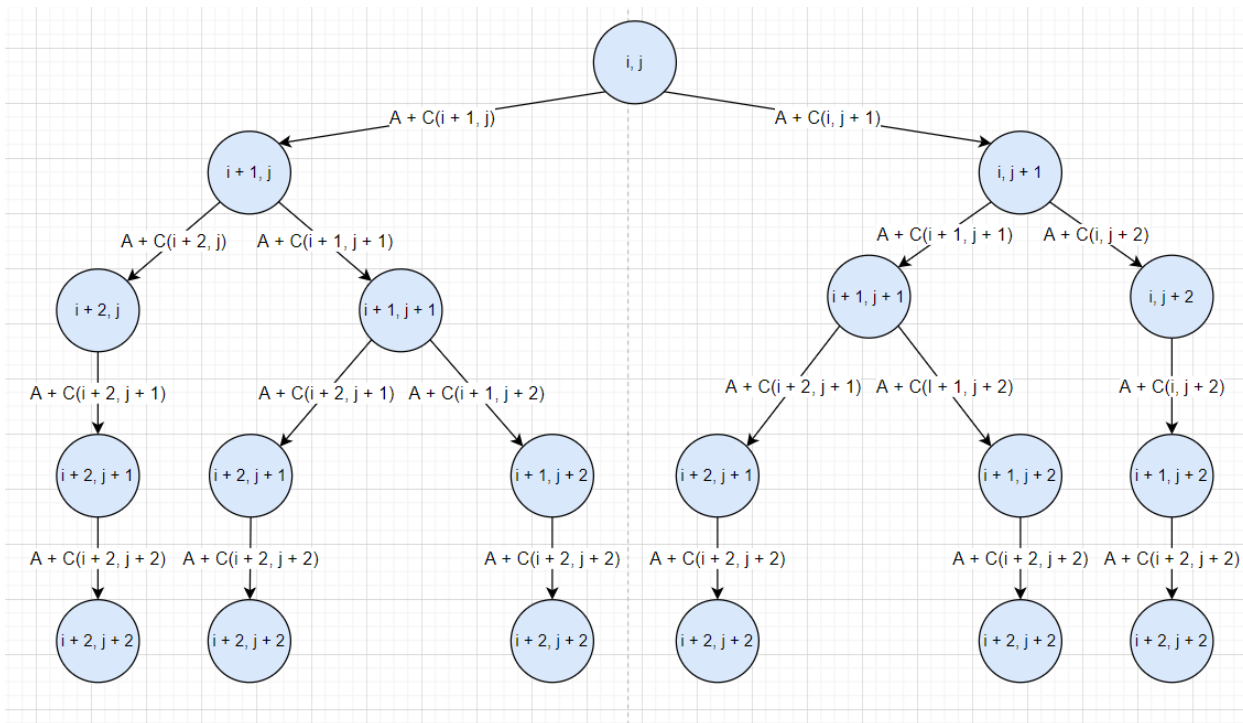 i, j
A + C(i + 1, j)
A + C(i, j + 1)
i + 1, j
i, j + 1
A + C(i + 2, j)
A + C(i + 1, j + 1)
A + C(i + 1, j + 1)
A + C(i, j + 2)
i + 2, j
i + 1, j + 1
i + 1, j + 1
i, j + 2
A + C(i + 2, j + 1)
A + C(i + 2, j + 1)
A + C(i + 1, j + 2)
A + C(i + 2, j + 1)
A + C(I + 1, j + 2)
A + C(i, j + 2)
i + 2, j + 1
i + 2, j + 1
i + 1, j + 2
i + 2, j + 1
i + 1, j + 2
i + 1, j + 2
A + C(i + 2, j + 2)
A + C(i + 2, j + 2)
A + C(i + 2, j + 2)
A + C(i + 2, j + 2)
A + C(i + 2, j + 2)
A + C(i + 2, j + 2)
i + 2, j + 2
i + 2, j + 2
i + 2, j + 2
i + 2, j + 2
i + 2, j + 2
i + 2, j + 2